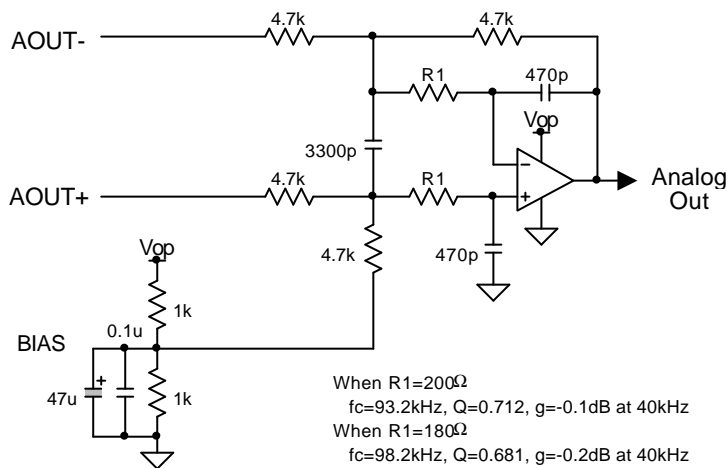 4.7k
4.7k
AOUT-
R1
470p
Vop
3300p
−
4.7k
R1
+
Analog
Out
AOUT+
Vop
4.7k
470p
1k
0.1u
BIAS
+
47u
1k
When R1=200Ω
fc=93.2kHz, Q=0.712, g=-0.1dB at 40kHz
When R1=180Ω
fc=98.2kHz, Q=0.681, g=-0.2dB at 40kHz